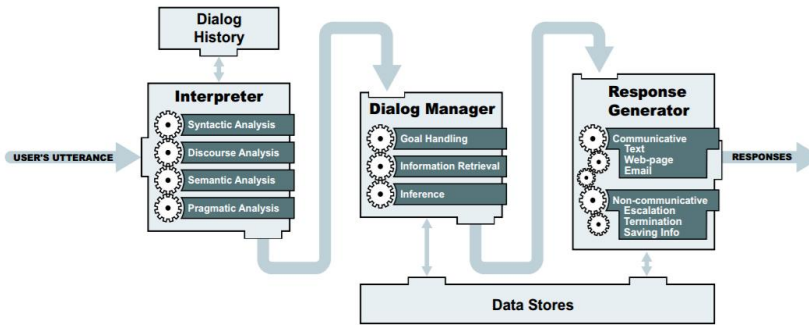 Dialog
History
Interpreter
Syntactic Analysis
Discourse Analysis
Semantic Analysis
Pragmatic Analysis
USER'S UTTERANCE
Dialog Manager
Goal Handling
Information Retrieval
Inference
Response
Generator
Communicative
Text
Web-page
Email
Non-communicative
Escalation
Termination
Saving Info
RESPONSES
Data Stores